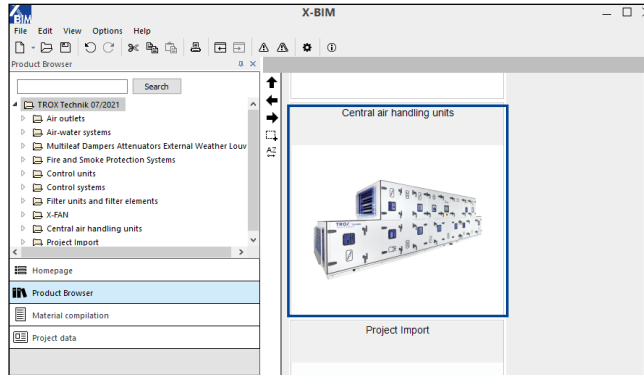 BIM
X-BIM
File Edit View Options Help
Product Browser
Search
TROX Technik 07/2021
Air outlets
Air-water systems
Multileaf Dampers Attenuators External Weather Louv
Fire and Smoke Protection Systems
Control units
Control systems
Filter units and filter elements
X-FAN
Central air handling units
Project Import
Homepage
Product Browser
Material compilation
Project data
AZ
Central air handling units
TROX
Project Import